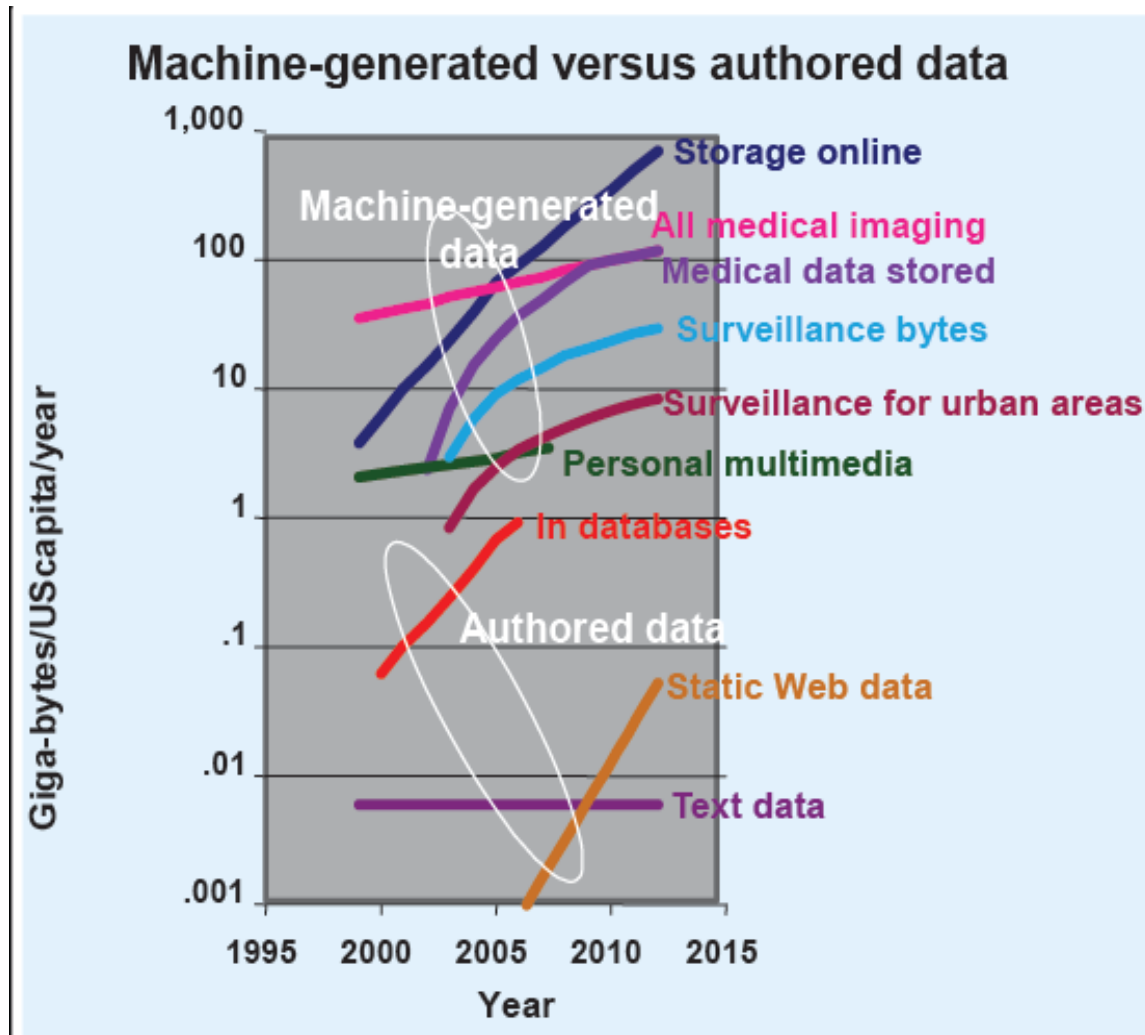 Machine-generated versus authored data
1,000
100
10
1
.1
.01
.001
Giga-bytes/UScapita/year
Machine-generated
data
Storage online
All medical imaging
Medical data stored
Surveillance bytes
Surveillance for urban areas
Personal multimedia
In databases
Authored data
Static Web data
Text data
1995 2000 2005 2010 2015
Year